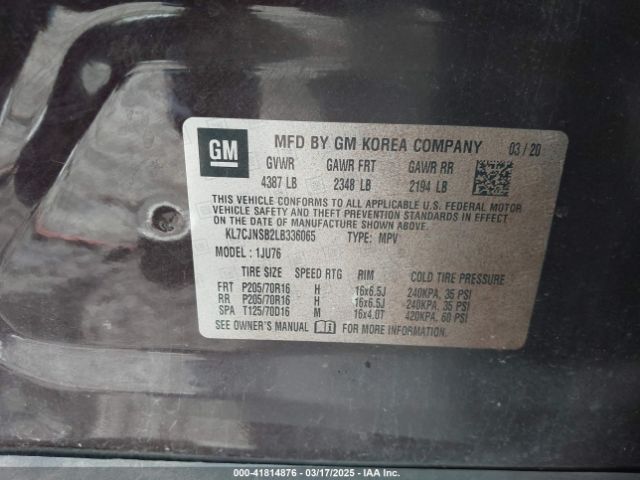 GM
MFD BY GM KOREA COMPANY 03/20
GVWR GAWR FRT GAWR RR
4387 LB 2348 LB 2194 LB
THIS VEHICLE CONFORMS TO ALL APPLICABLE U.S. FEDERAL MOTOR
VEHICLE SAFETY AND THEFT PREVENTION STANDARDS IN EFFECT ON
THE DATE OF MANUFACTURE SHOWN ABOVE.
KL7CJNSB2LB336065 TYPE: MPV
MODEL: 1JU76
TIRE SIZE SPEED RTG RIM COLD TIRE PRESSURE
FRT P205/70R16 H 16x6.5J 240KPA, 35 PSI
RR P205/70R16 H 16x6.5J 240KPA, 35 PSI
SPA T125/70D16 M 16x4.0T 420KPA, 60 PSI
SEE OWNER'S MANUAL FOR MORE INFORMATION.
000-41814876 — 03/17/2025 — IAA Inc.